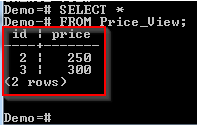 Demo=# SELECT *
Demo-# FROM Price_View;
id ¦ price
----+-------
2 ¦ 250
3 ¦ 300
(2 rows)
Demo=#